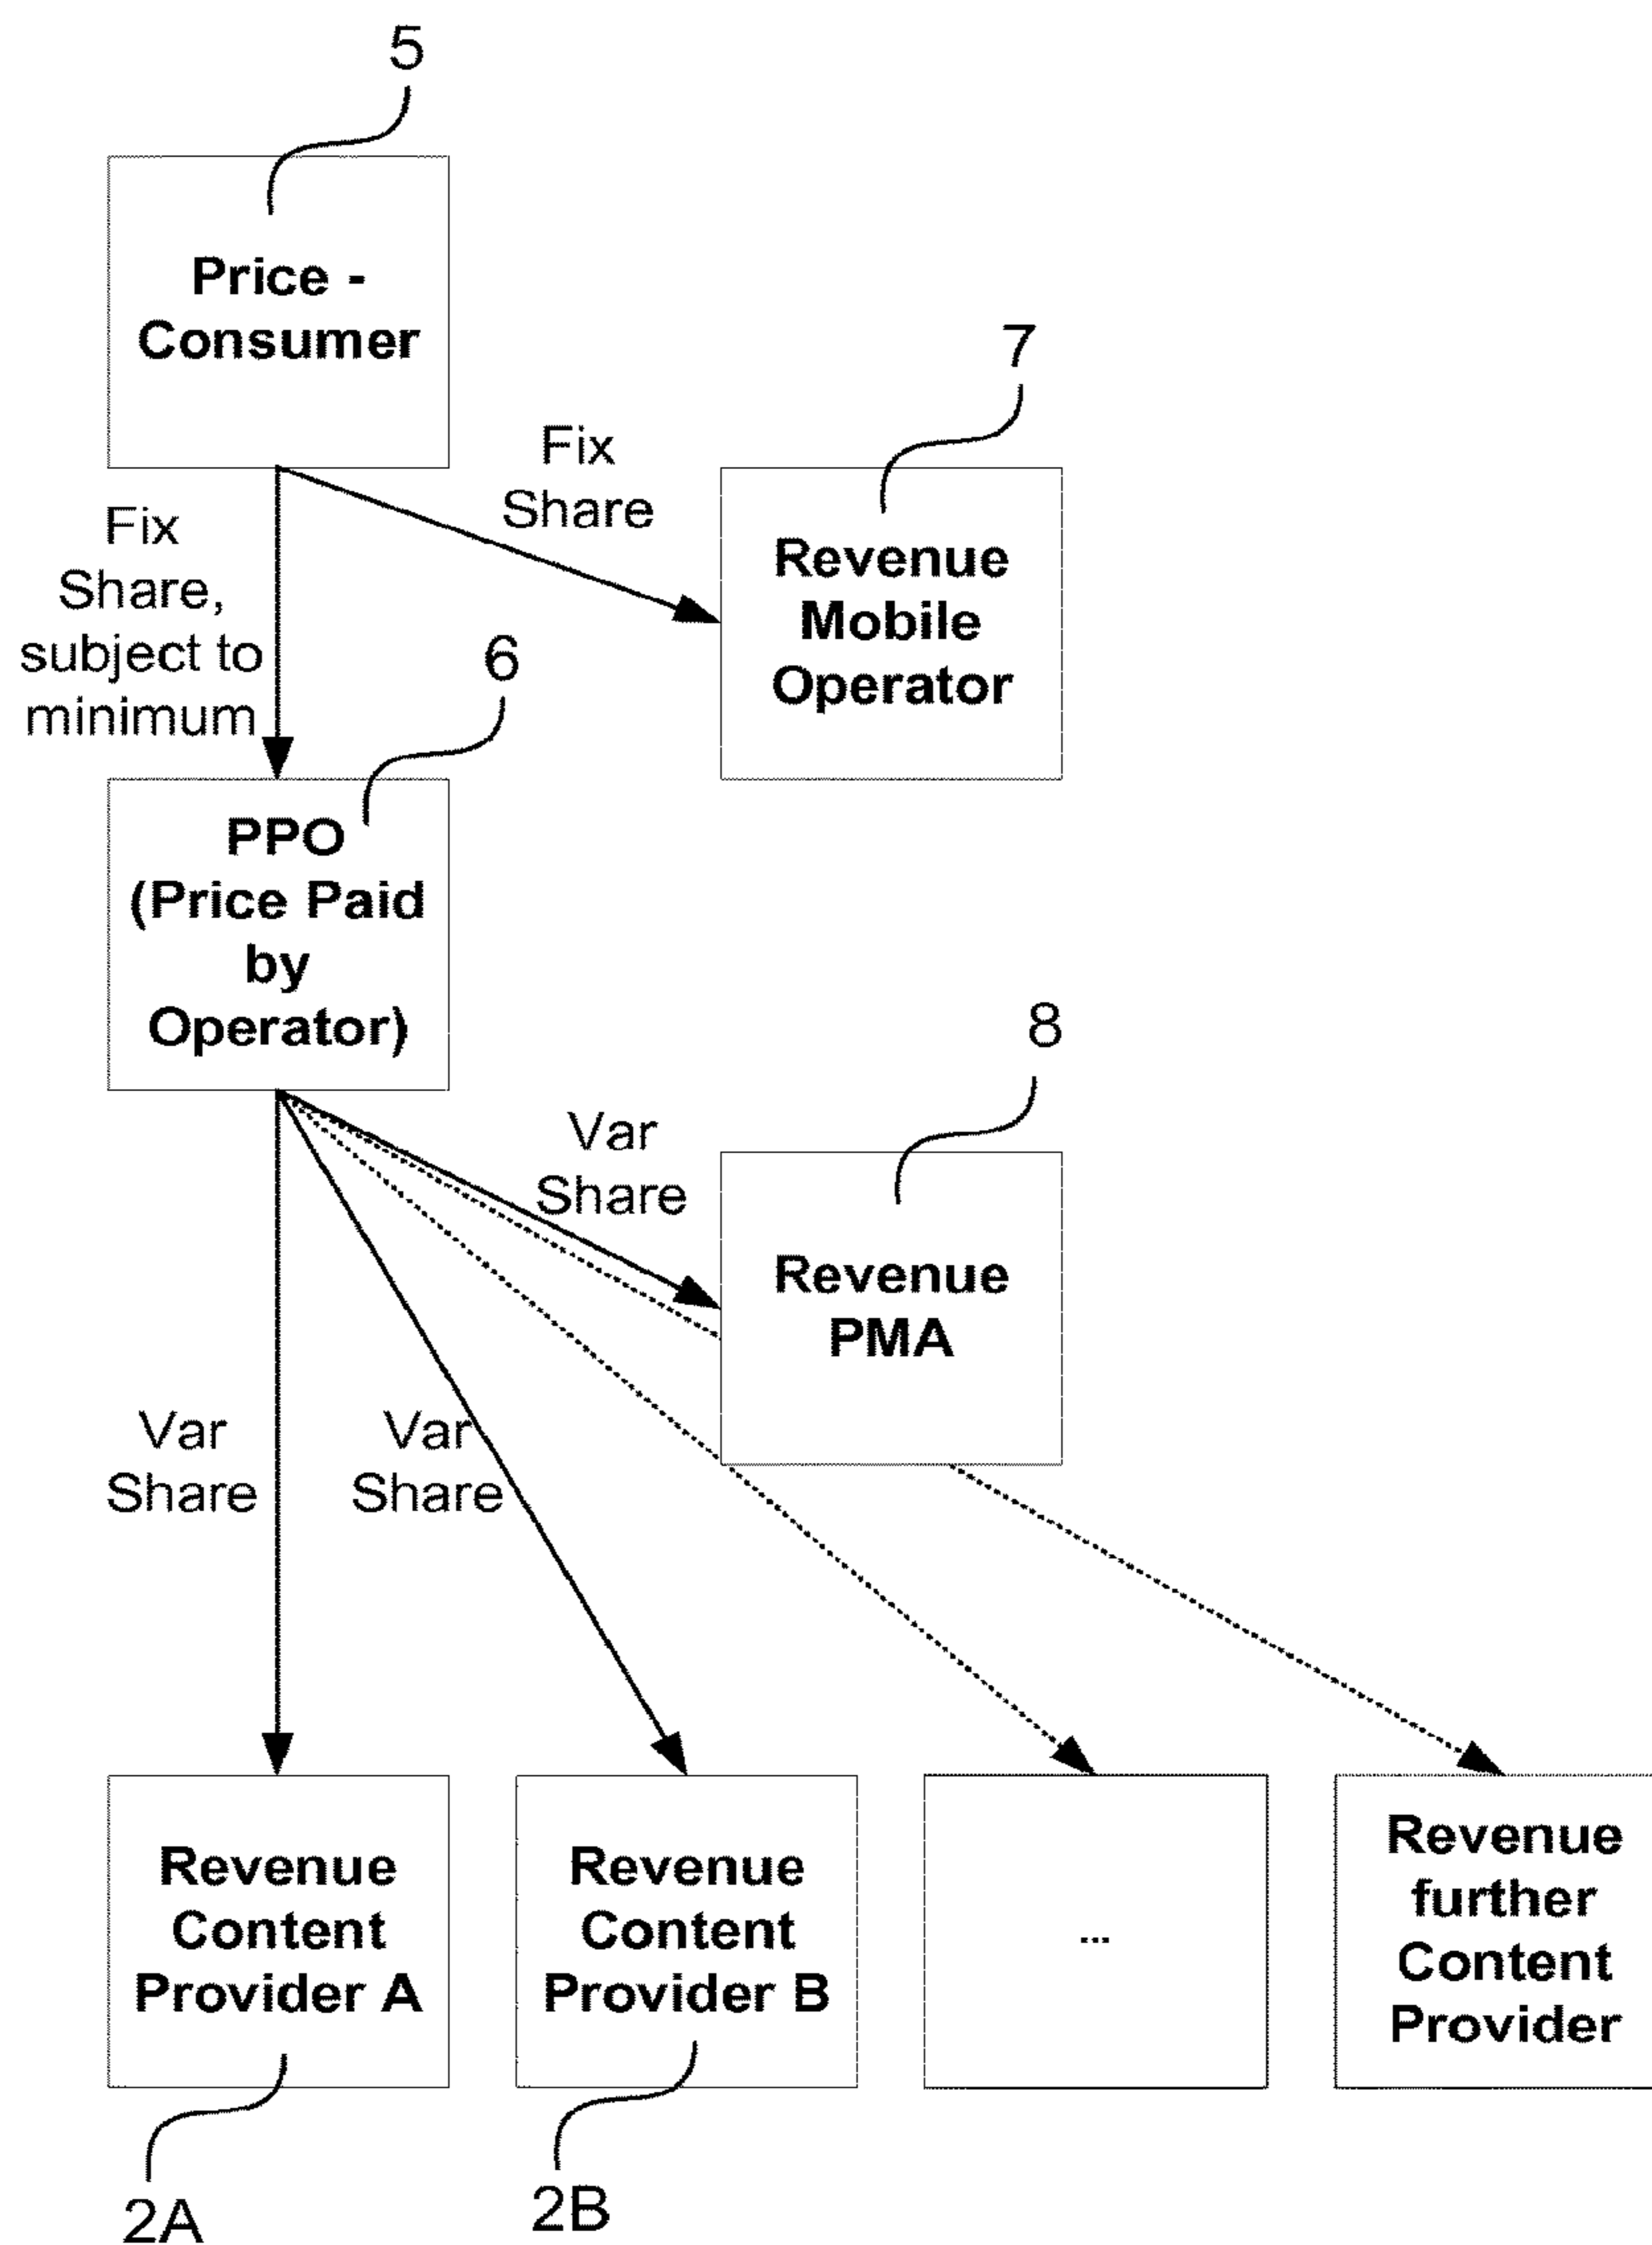 5
Price -
Consumer
7
Fix
Share
Fix
Share,
subject to
minimum
Revenue
Mobile
Operator
6
PPO
(Price Paid
by
Operator)
8
Var
Share
Revenue
PMA
Var
Share
Var
Share
Revenue
Content
Provider A
Revenue
Content
Provider B
...
Revenue
further
Content
Provider
2A
2B